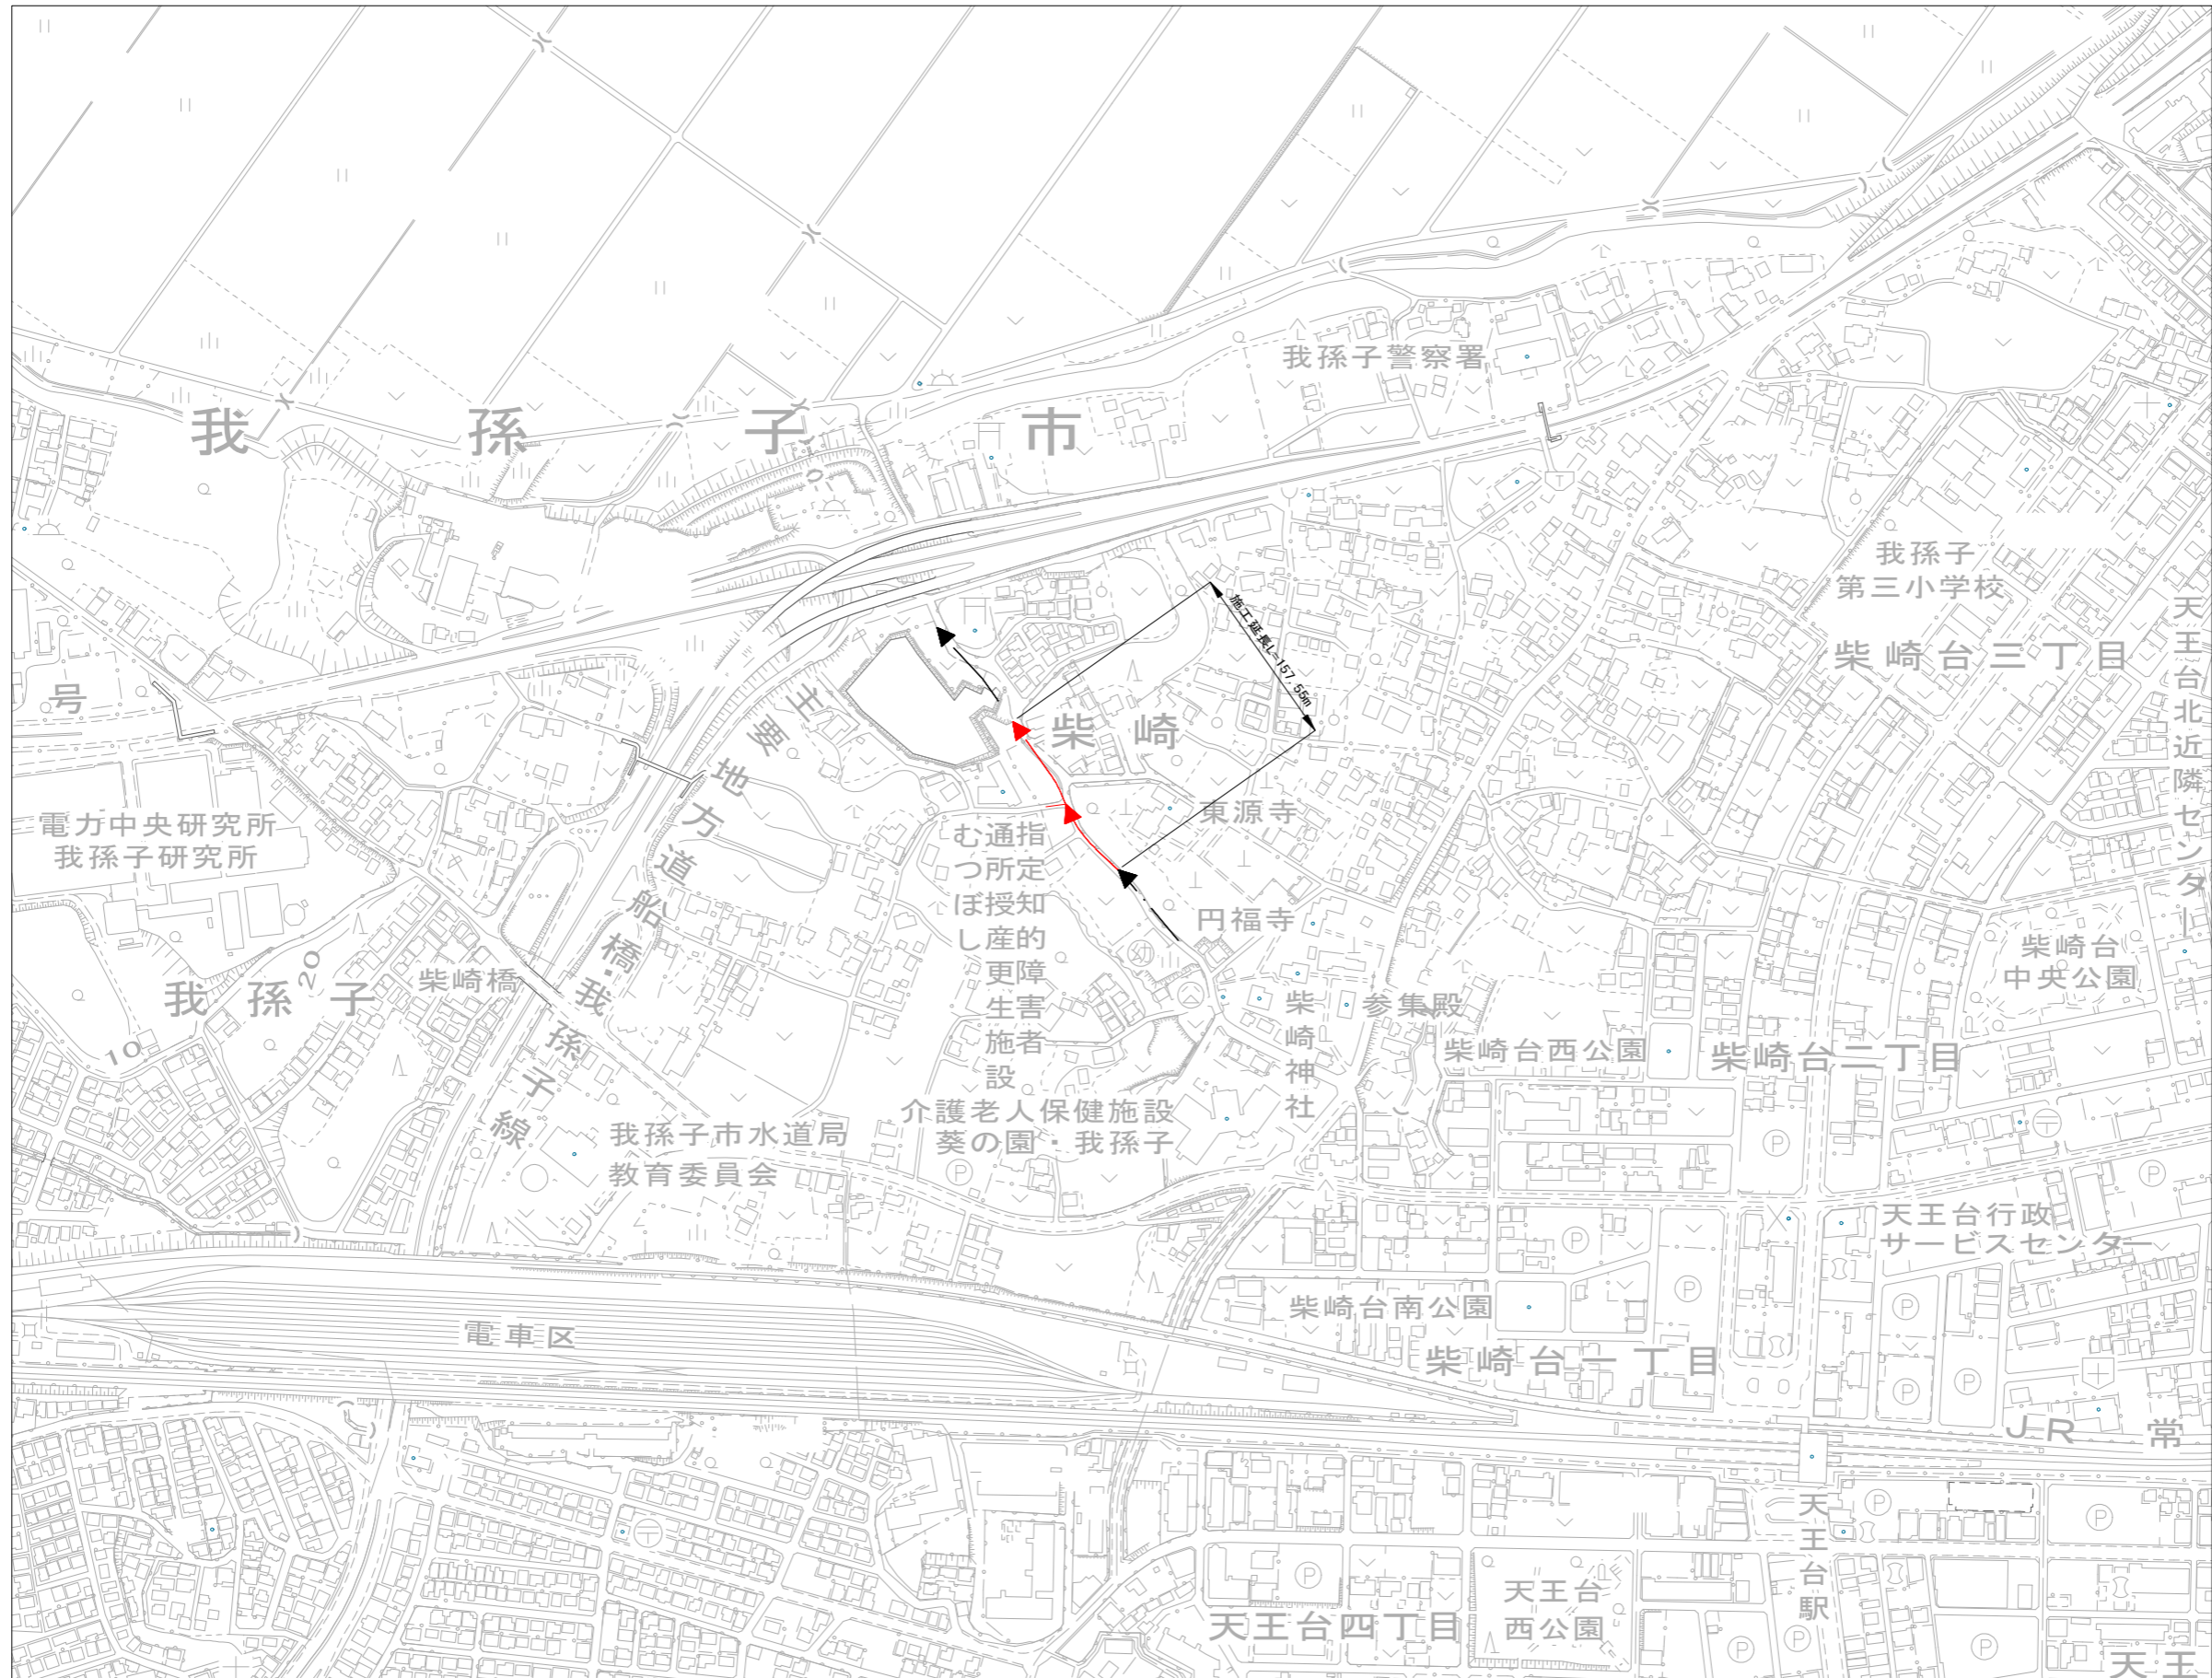 我孫子市
我孫子警察署
我孫子
第三小学校
柴崎台三丁目
天王台北近隣センター
施工延長L=157.55m
柴崎
号
主要地方道船橋・我孫子線
電力中央研究所
我孫子研究所
東源寺
指定知的障害者
通所授産更生施設
むつぼし
円福寺
幼
20
10
我孫子
柴崎橋
柴崎神社
参集殿
柴崎台西公園
柴崎台二丁目
柴崎台
中央公園
介護老人保健施設
葵の園・我孫子
我孫子市水道局
教育委員会
P
P
P
天王台行政
サービスセンター
P
P
P
柴崎台南公園
柴崎台一丁目
電車区
P
P
P
JR常
天王台駅
P
P
P
天王台四丁目
天王台
西公園
P
P
P
天王